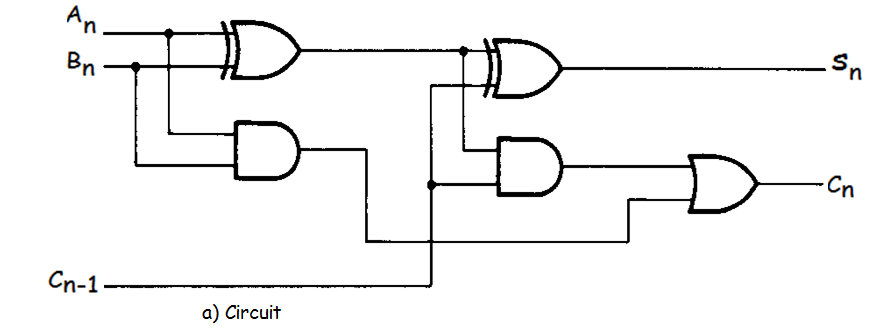 An
Bn
Sn
Cn
Cn-1
a) Circuit